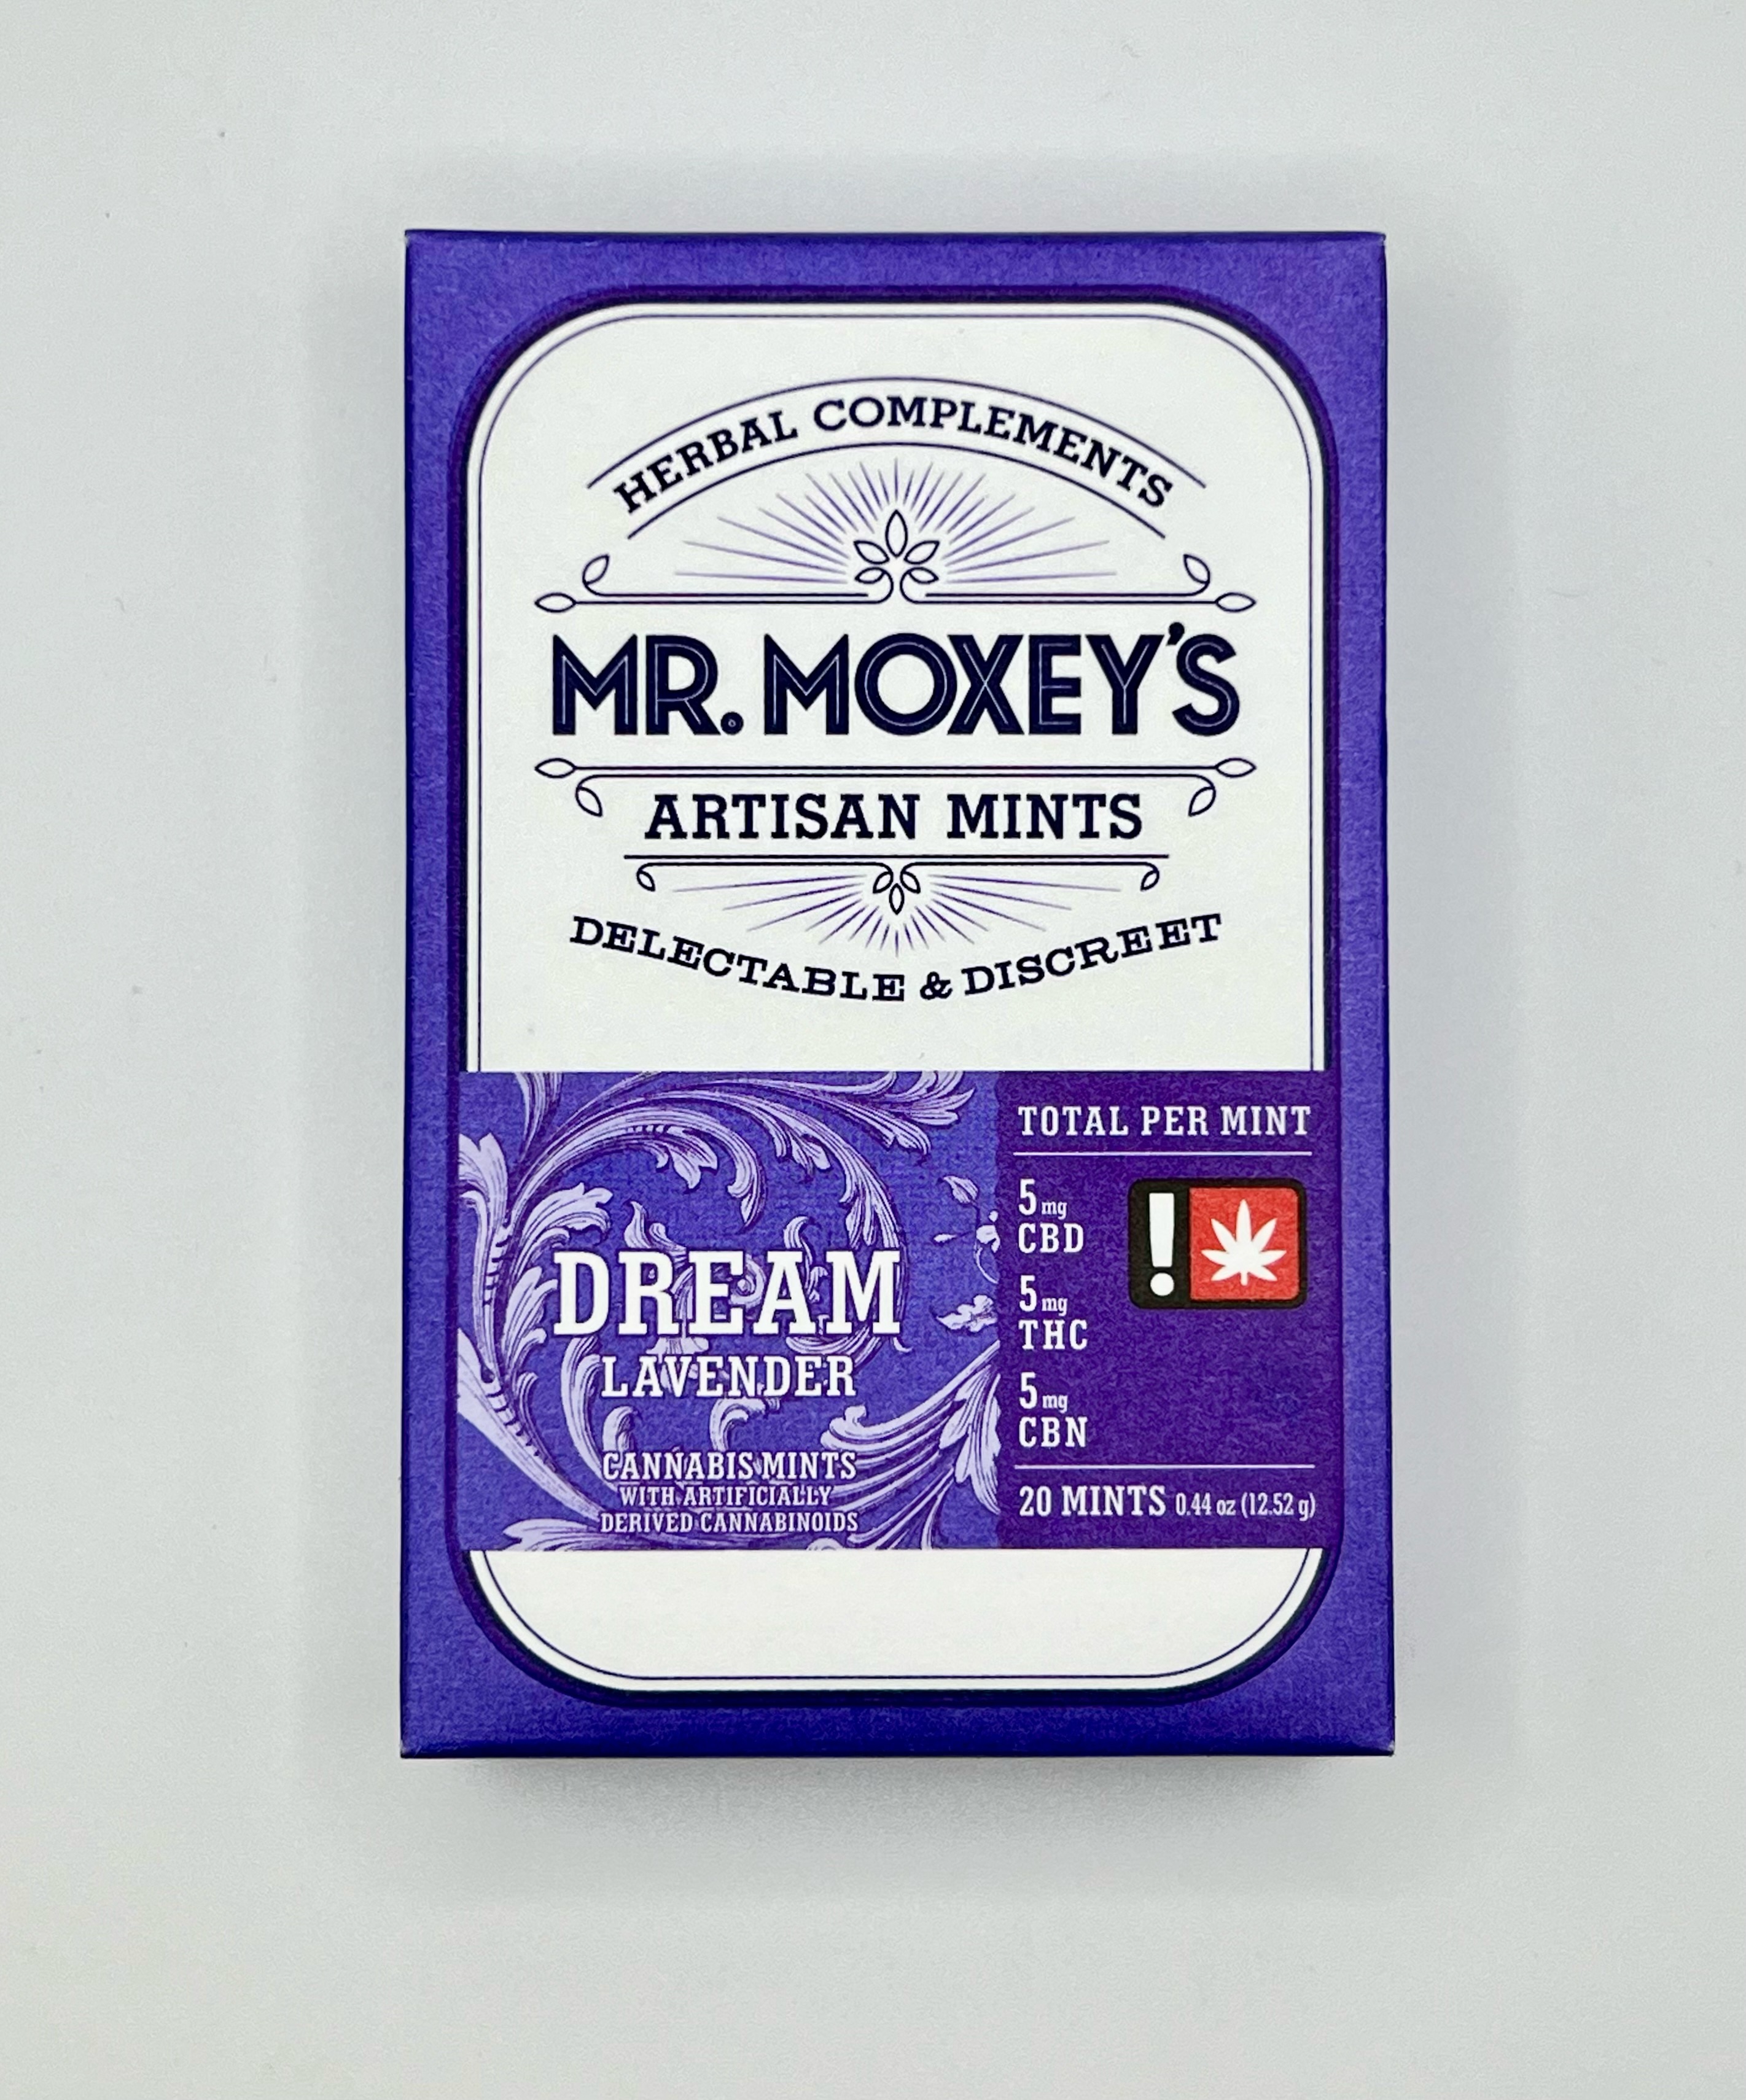 HERBAL COMPLEMENTS
MR. MOXEY'S
ARTISAN MINTS
DELECTABLE & DISCREET
DREAM
LAVENDER
CANNABIS MINTS
WITH ARTIFICIALLY
DERIVED CANNABINOIDS
TOTAL PER MINT
5mg
CBD
!
5mg
THC
5mg
CBN
20 MINTS 0.44 oz (12.52 g)